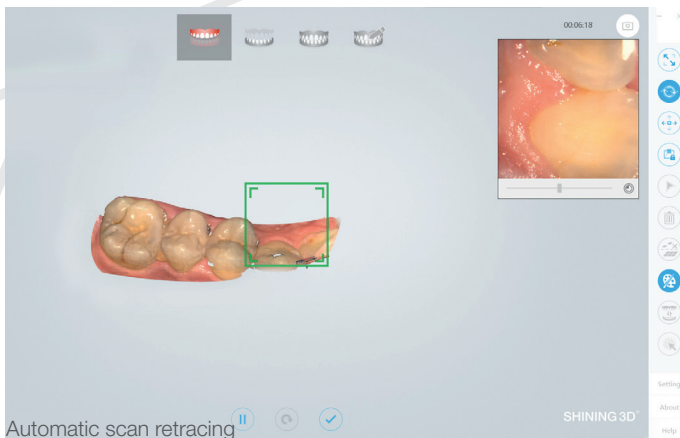 00:06:18
Setting
About
Help
SHINING 3D
Automatic scan retracing